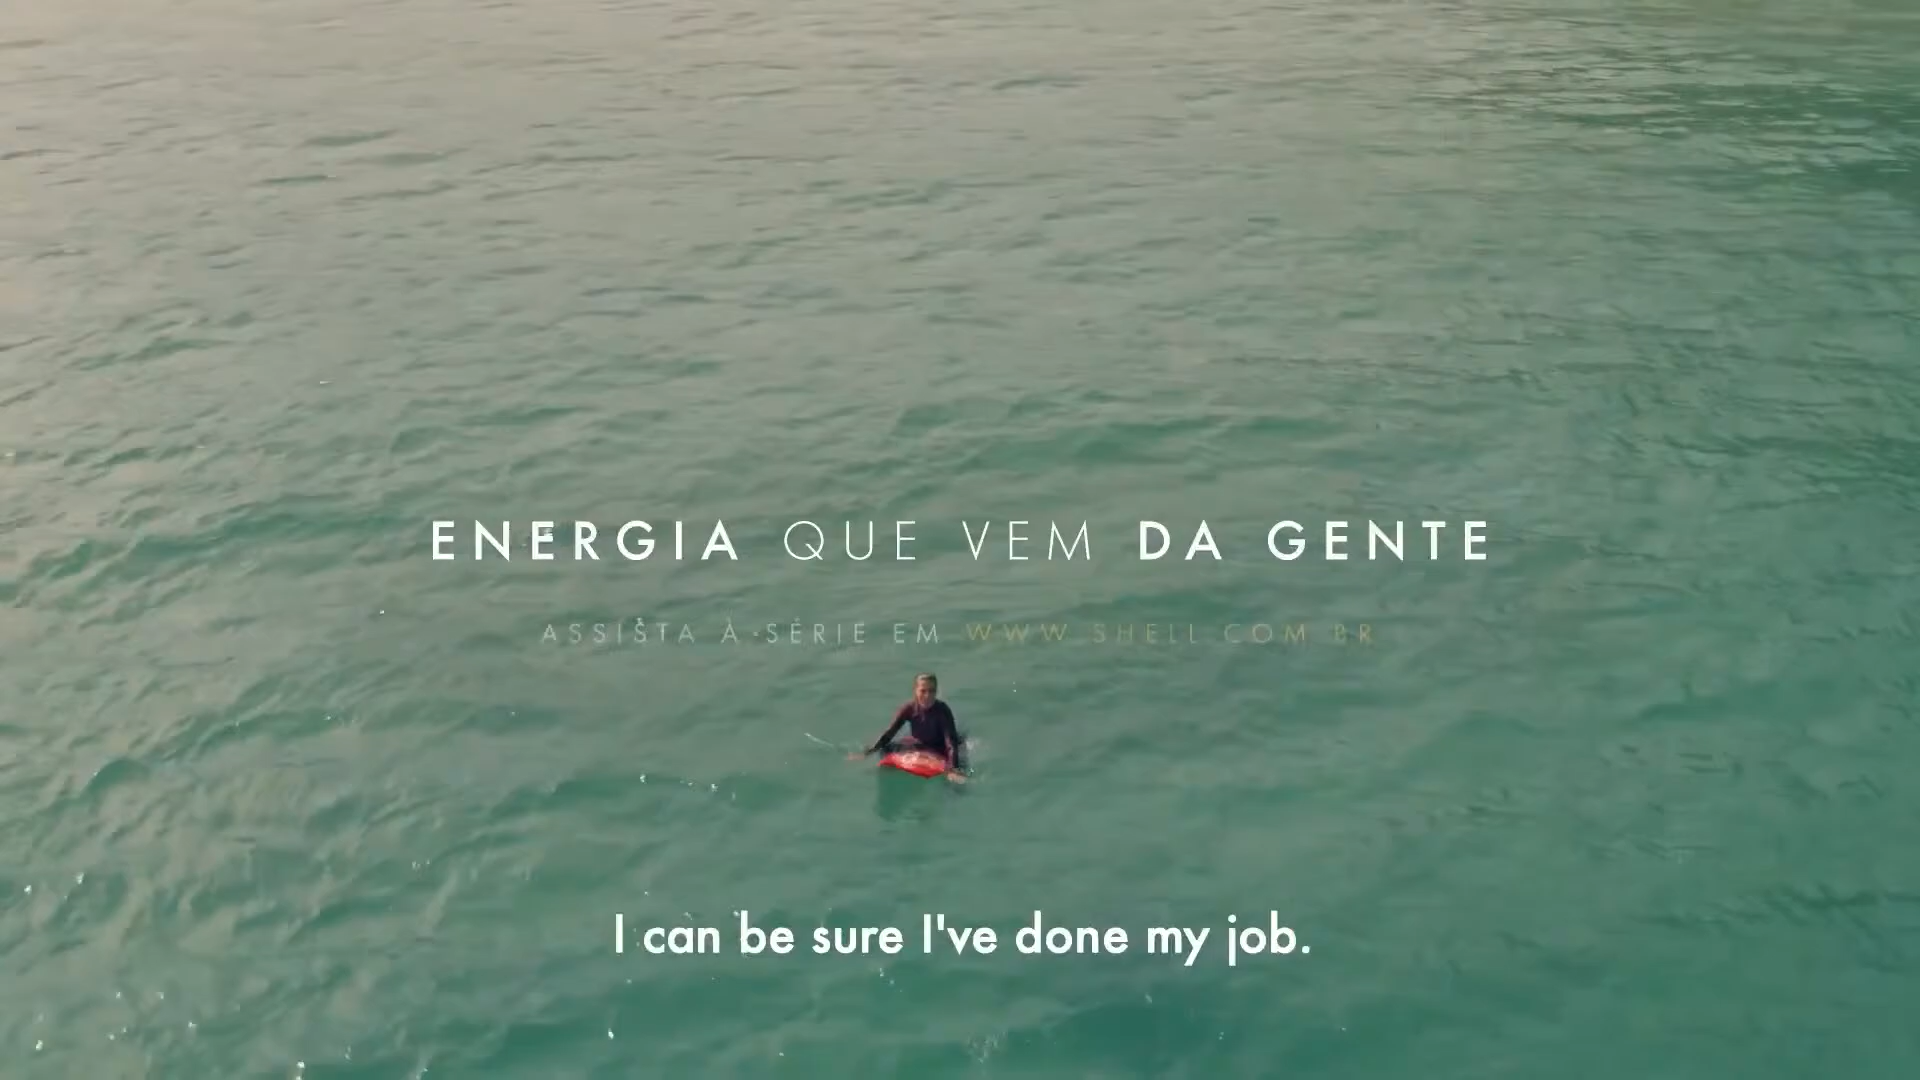 ENERGIA QUE VEM DA GENTE
ASSISTA À SÉRIE EM WWW.SHELL.COM.BR
I can be sure I've done my job.